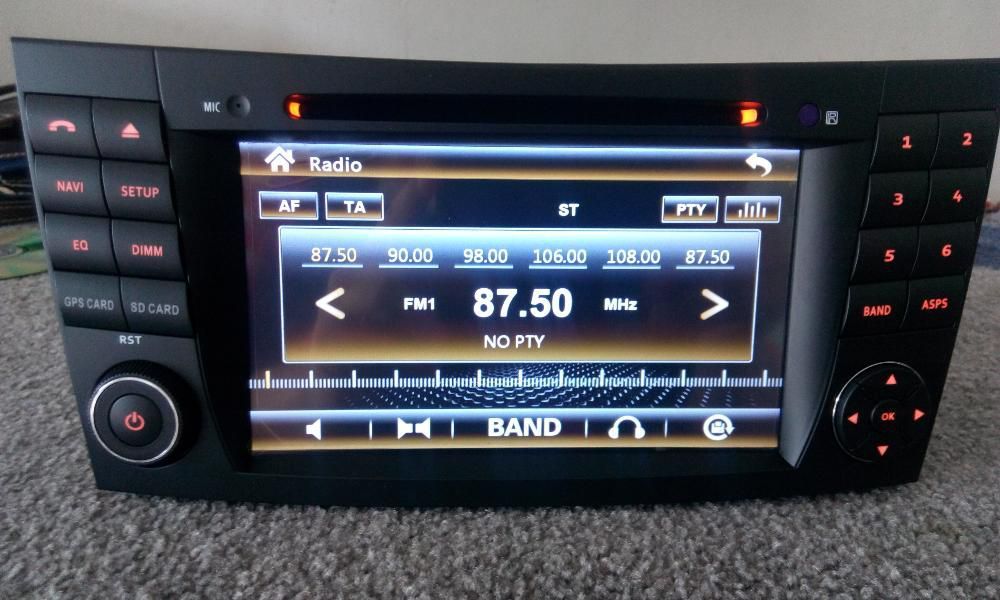 MIC
R
NAVI
SETUP
EQ
DIMM
GPS CARD
SD CARD
RST
Radio
AF TA ST PTY
87.50 90.00 98.00 106.00 108.00 87.50
FM1 87.50 MHz
NO PTY
BAND
1 2
3 4
5 6
BAND ASPS
OK